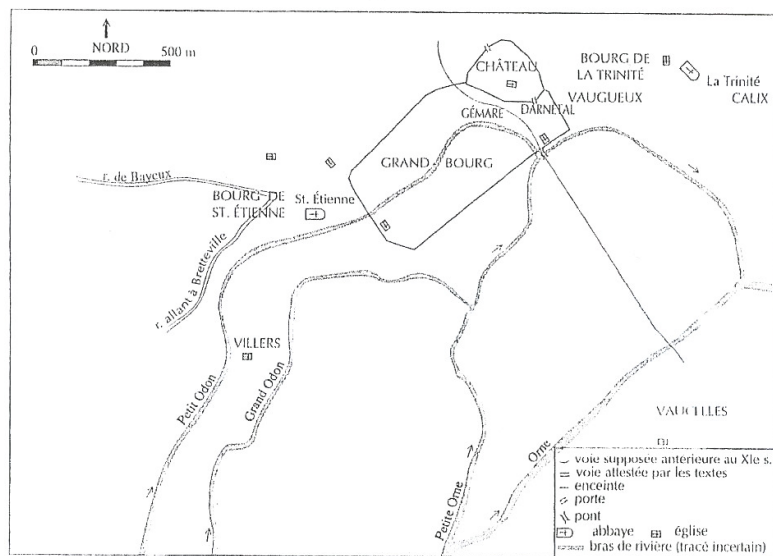 NORD
0 500 m
CHÂTEAU
BOURG DE
LA TRINITÉ
La Trinité
CALIX
VAUGUEUX
DARNETAL
GÉMARE
GRAND BOURG
r. de Bayeux
BOURG DE
ST. ÉTIENNE
St. Étienne
r. allant à Bretteville
VILLERS
Petit Odon
Grand Odon
Petite Orne
Orne
VAUCELLES
voie supposée antérieure au XIe s.
voie attestée par les textes
enceinte
porte
pont
abbaye église
bras de rivière (tracé incertain)